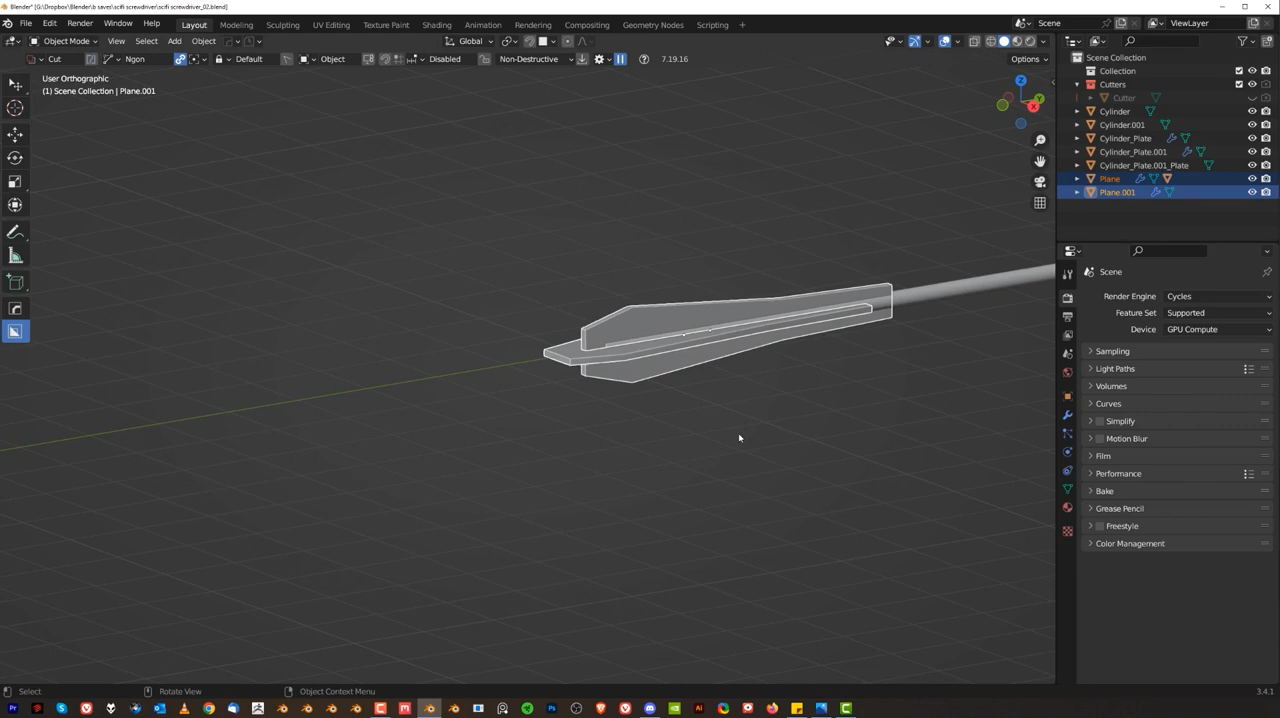 Blender* [G:\Dropbox\Blender\b saves\scifi screwdriver\scifi screwdriver_02.blend]
File Edit Render Window Help Layout Modeling Sculpting UV Editing Texture Paint Shading Animation Rendering Compositing Geometry Nodes Scripting + Scene ViewLayer
Object Mode View Select Add Object Global
Cut Ngon Default Object Disabled Non-Destructive 7.19.16 Options
User Orthographic
(1) Scene Collection | Plane.001
Z
Y
X
Scene Collection
Collection
Cutters
Cutter
Cylinder
Cylinder.001
Cylinder_Plate
Cylinder_Plate.001
Cylinder_Plate.001_Plate
Plane
Plane.001
Scene
Render Engine Cycles
Feature Set Supported
Device GPU Compute
Sampling
Light Paths
Volumes
Curves
Simplify
Motion Blur
Film
Performance
Bake
Grease Pencil
Freestyle
Color Management
Select Rotate View Object Context Menu 3.4.1